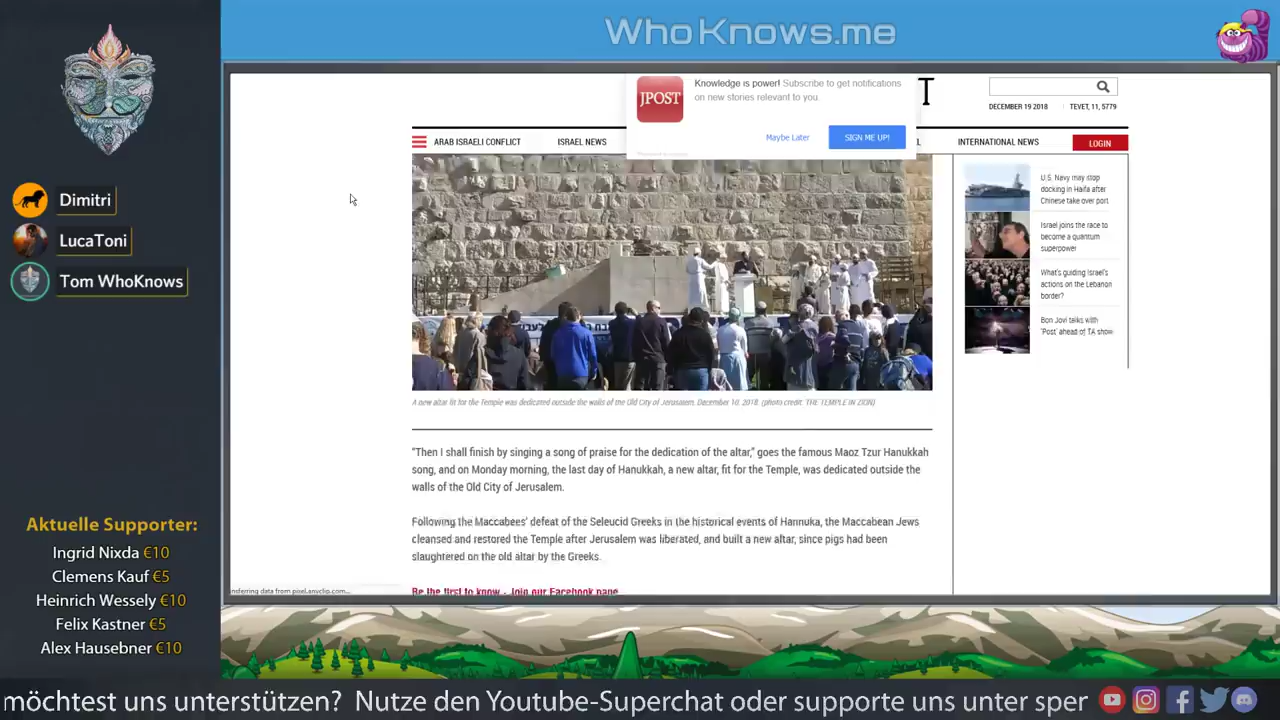 WhoKnows.me
Dimitri
LucaToni
Tom WhoKnows
Aktuelle Supporter:
Ingrid Nixda €10
Clemens Kauf €5
Heinrich Wessely €10
Felix Kastner €5
Alex Hausebner €10
JPOST
Knowledge is power! Subscribe to get notifications
on new stories relevant to you.
Maybe Later
SIGN ME UP!
T
DECEMBER 19 2018
TEVET, 11, 5779
ARAB ISRAELI CONFLICT
ISRAEL NEWS
L
INTERNATIONAL NEWS
LOGIN
U.S. Navy may stop
docking in Haifa after
Chinese take over port
Israel joins the race to
become a quantum
superpower
What's guiding Israel's
actions on the Lebanon
border?
Bon Jovi talks with
'Post' ahead of TA show
A new altar fit for the Temple was dedicated outside the walls of the Old City of Jerusalem, December 10, 2018. (photo credit: THE TEMPLE IN ZION)
“Then I shall finish by singing a song of praise for the dedication of the altar,” goes the famous Maoz Tzur Hanukkah
song, and on Monday morning, the last day of Hanukkah, a new altar, fit for the Temple, was dedicated outside the
walls of the Old City of Jerusalem.
Following the Maccabees’ defeat of the Seleucid Greeks in the historical events of Hannuka, the Maccabean Jews
cleansed and restored the Temple after Jerusalem was liberated, and built a new altar, since pigs had been
slaughtered on the old altar by the Greeks.
Be the first to know - Join our Facebook page
nferring data from pixel.anyclip.com...
möchtest uns unterstützen? Nutze den Youtube-Superchat oder supporte uns unter sper